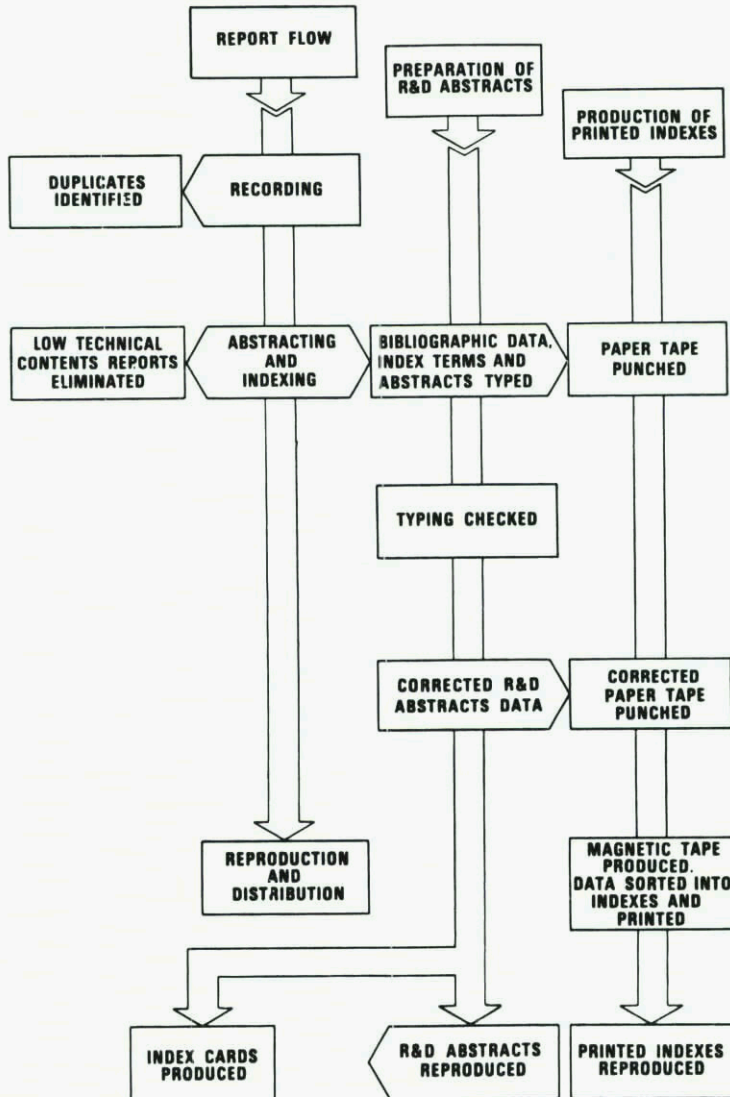 REPORT FLOW
PREPARATION OF
R&D ABSTRACTS
PRODUCTION OF
PRINTED INDEXES
DUPLICATES
IDENTIFIED
RECORDING
LOW TECHNICAL
CONTENTS REPORTS
ELIMINATED
ABSTRACTING
AND
INDEXING
BIBLIOGRAPHIC DATA,
INDEX TERMS AND
ABSTRACTS TYPED
PAPER TAPE
PUNCHED
TYPING CHECKED
CORRECTED R&D
ABSTRACTS DATA
CORRECTED
PAPER TAPE
PUNCHED
REPRODUCTION
AND
DISTRIBUTION
MAGNETIC TAPE
PRODUCED.
DATA SORTED INTO
INDEXES AND
PRINTED
INDEX CARDS
PRODUCED
R&D ABSTRACTS
REPRODUCED
PRINTED INDEXES
REPRODUCED